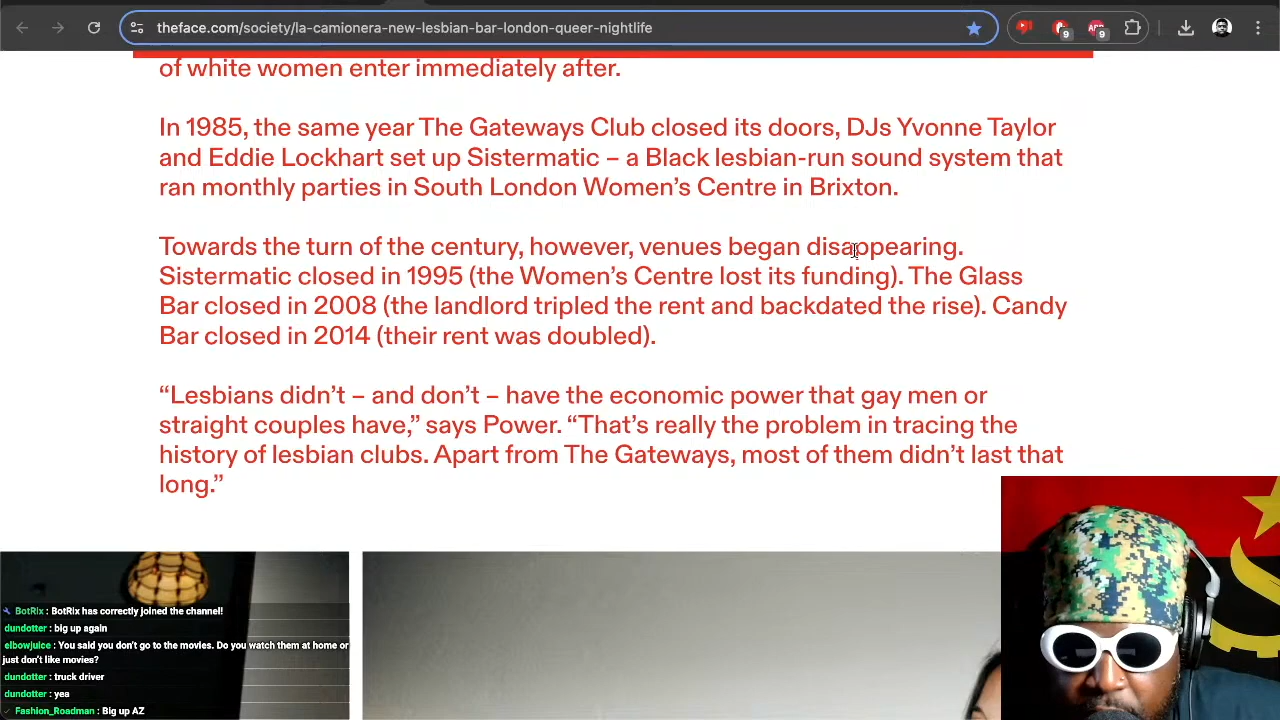 theface.com/society/la-camionera-new-lesbian-bar-london-queer-nightlife
9
ABP
9
of white women enter immediately after.
In 1985, the same year The Gateways Club closed its doors, DJs Yvonne Taylor
and Eddie Lockhart set up Sistermatic – a Black lesbian-run sound system that
ran monthly parties in South London Women’s Centre in Brixton.
Towards the turn of the century, however, venues began disappearing.
Sistermatic closed in 1995 (the Women’s Centre lost its funding). The Glass
Bar closed in 2008 (the landlord tripled the rent and backdated the rise). Candy
Bar closed in 2014 (their rent was doubled).
“Lesbians didn’t – and don’t – have the economic power that gay men or
straight couples have,” says Power. “That’s really the problem in tracing the
history of lesbian clubs. Apart from The Gateways, most of them didn’t last that
long.”
BotRix : BotRix has correctly joined the channel!
dundotter : big up again
elbowjuice : You said you don’t go to the movies. Do you watch them at home or
just don’t like movies?
dundotter : truck driver
dundotter : yea
Fashion_Roadman : Big up AZ